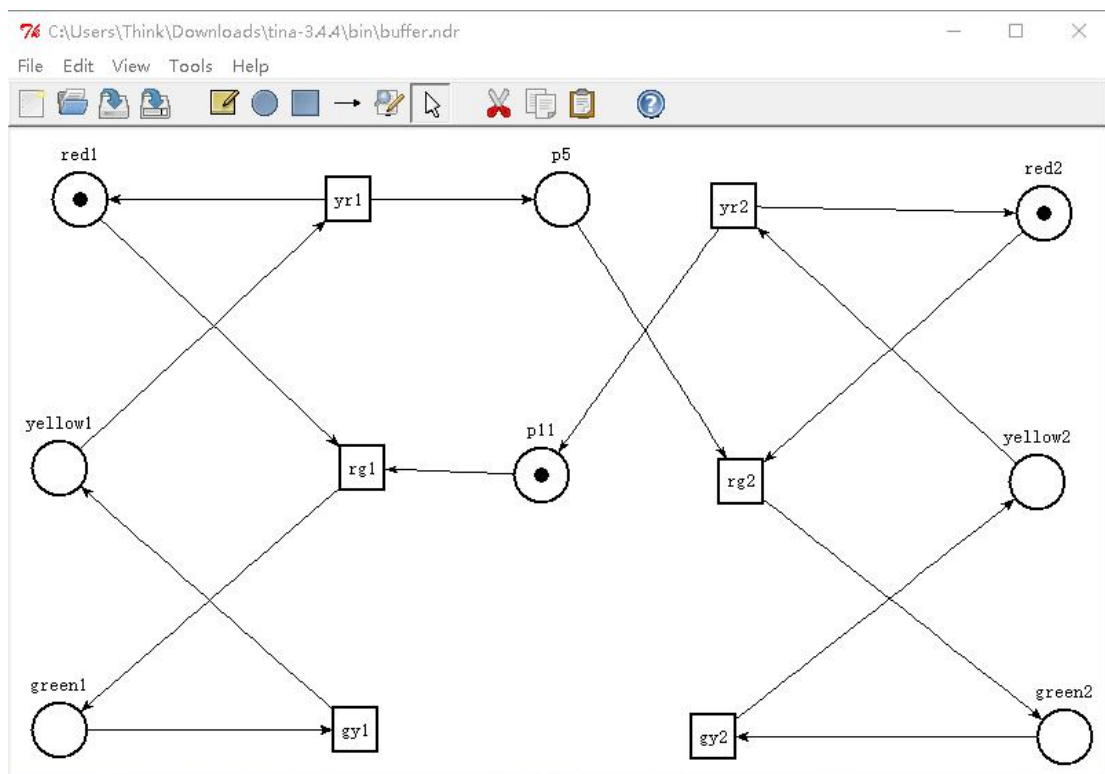 C:\Users\Think\Downloads\tina-3.4.4\bin\buffer.ndr
File Edit View Tools Help
red1
p5
red2
yr1
yr2
yellow1
p11
yellow2
rg1
rg2
green1
green2
gy1
gy2